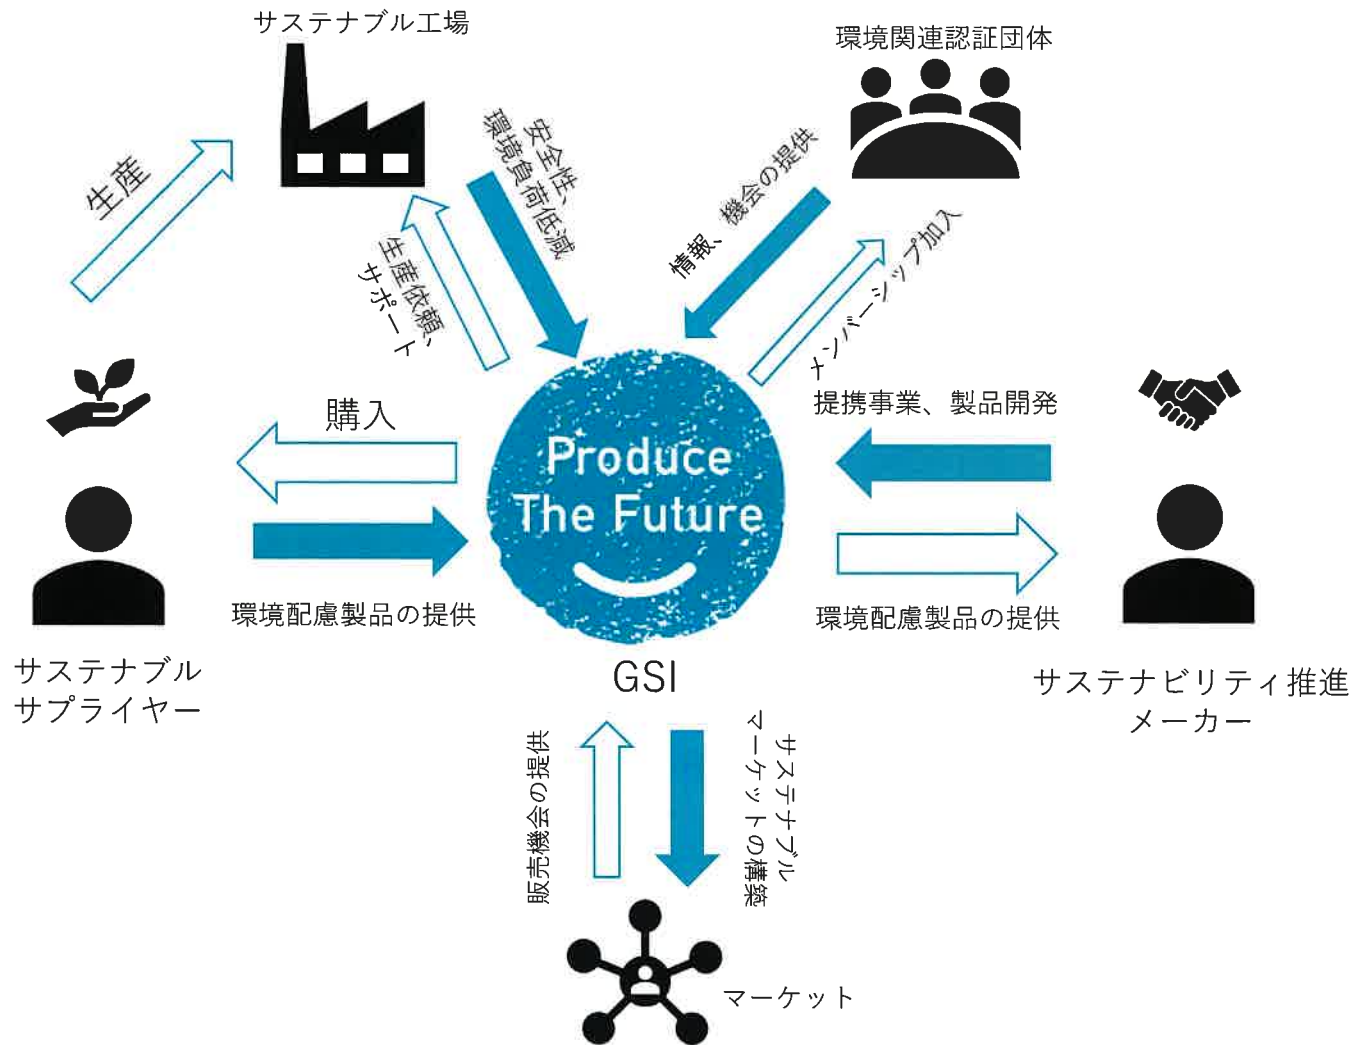 サステナブル工場
環境関連認証団体
生産
安全性、
環境負荷低減
情報、機会の提供
メンバーシップ加入
生産依頼、
サポート
購入
提携事業、製品開発
Produce
The Future
環境配慮製品の提供
環境配慮製品の提供
サステナブル
サプライヤー
GSI
サステナビリティ推進
メーカー
販売機会の提供
サステナブル
マーケットの構築
マーケット